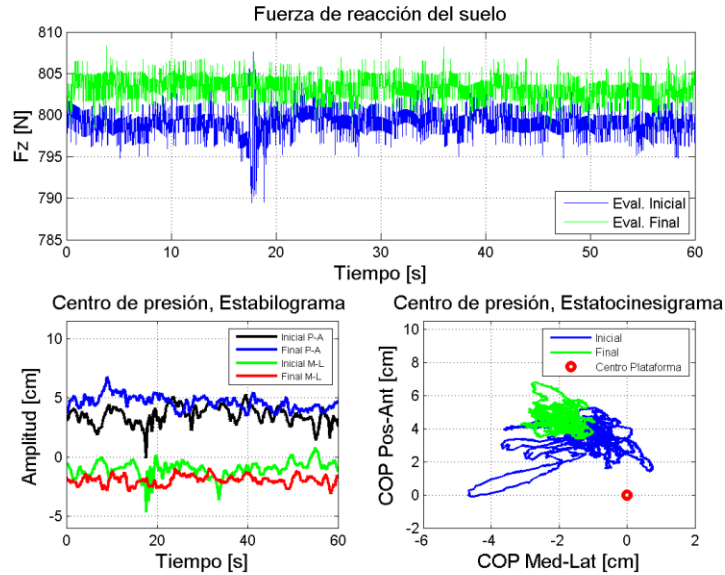 Fuerza de reacción del suelo
810
805
800
795
790
785
Fz [N]
0 10 20 30 40 50 60
Tiempo [s]
Eval. Inicial
Eval. Final
Centro de presión, Estabilograma
10
5
0
-5
Amplitud [cm]
0 20 40 60
Tiempo [s]
Inicial P-A
Final P-A
Inicial M-L
Final M-L
Centro de presión, Estatocinesigrama
10
8
6
4
2
0
-2
COP Pos-Ant [cm]
-6 -4 -2 0 2
COP Med-Lat [cm]
Inicial
Final
Centro Plataforma